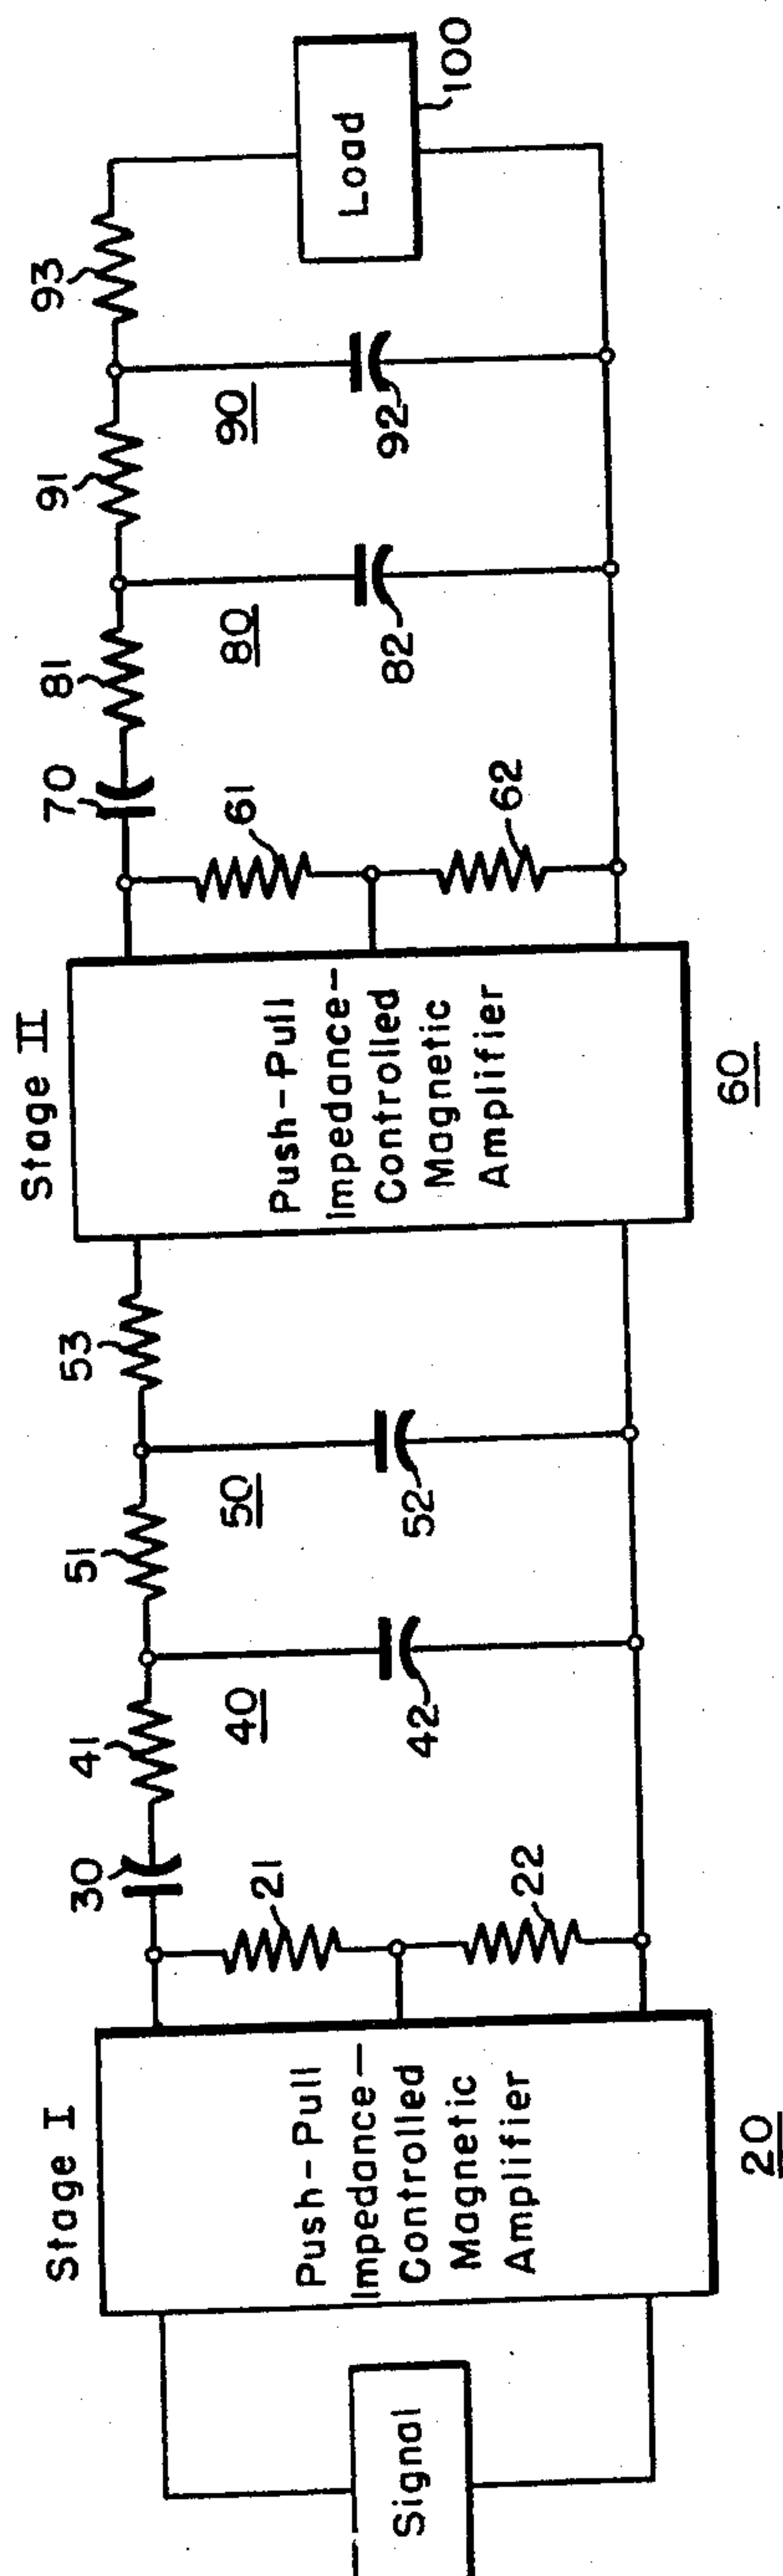 Stage I
Stage II
Signal
Push-Pull
Impedance-
Controlled
Magnetic
Amplifier
20
21
22
30
41
40
42
51
50
52
53
Push-Pull
Impedance-
Controlled
Magnetic
Amplifier
60
61
62
70
81
80
82
91
90
92
93
Load
100